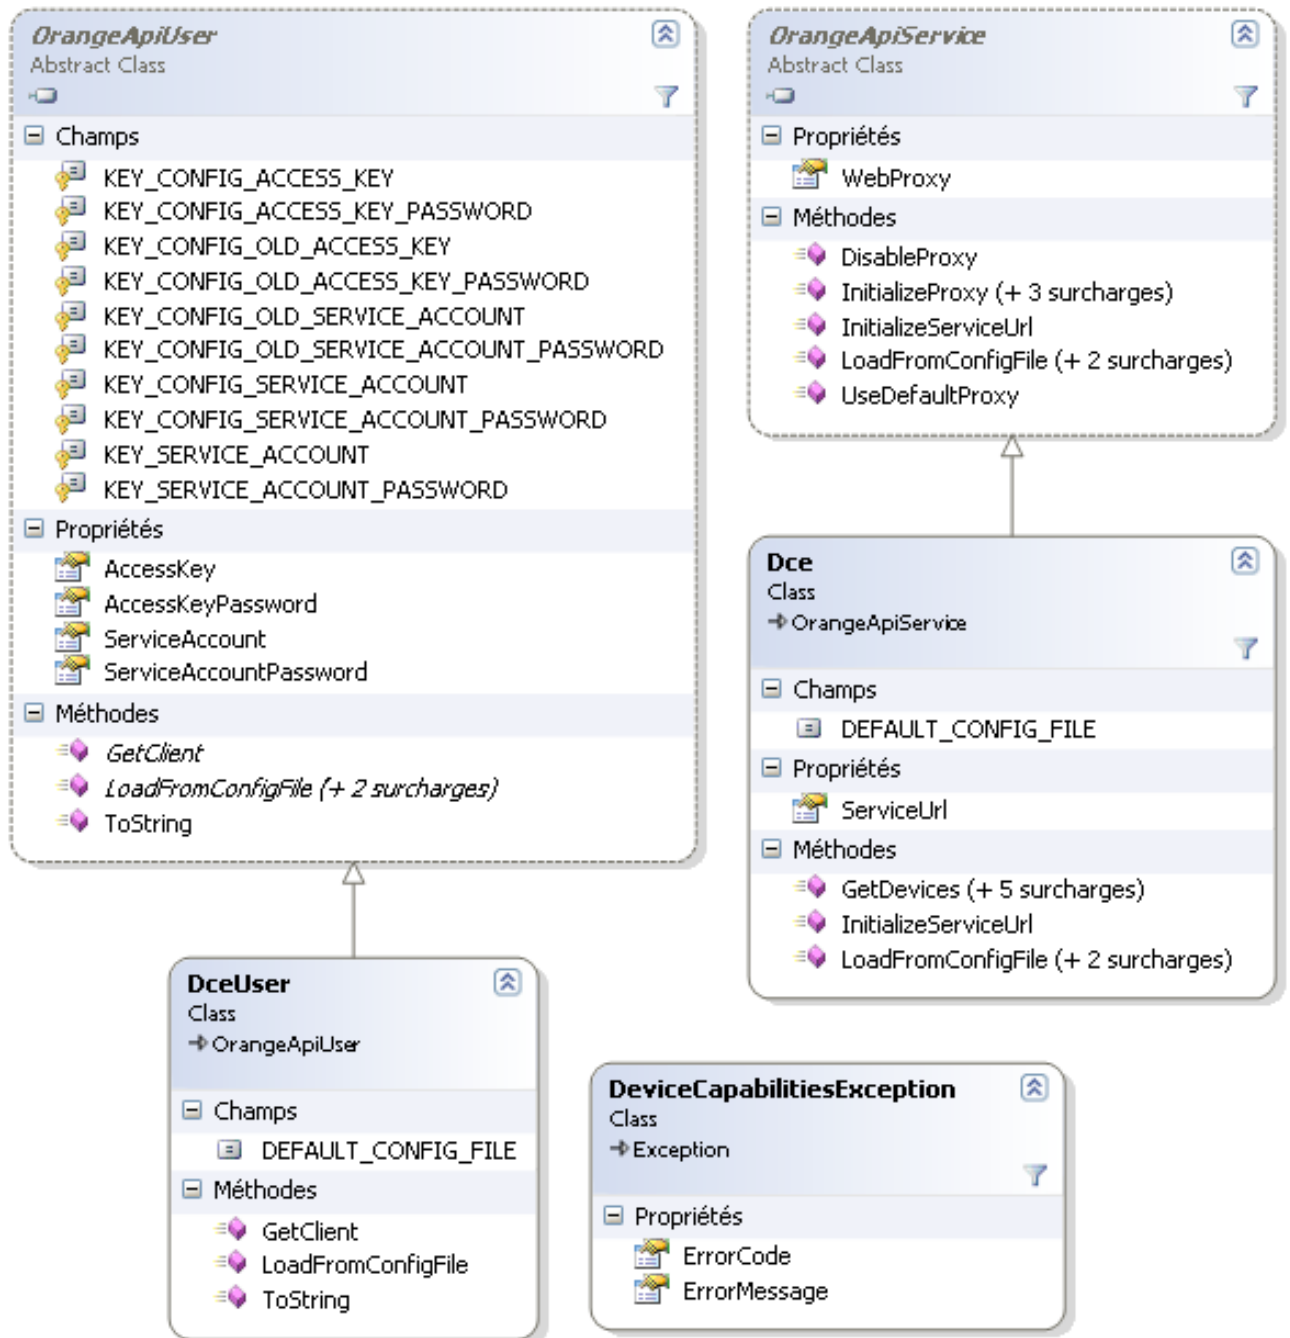 OrangeApiUser
Abstract Class
Champs
KEY_CONFIG_ACCESS_KEY
KEY_CONFIG_ACCESS_KEY_PASSWORD
KEY_CONFIG_OLD_ACCESS_KEY
KEY_CONFIG_OLD_ACCESS_KEY_PASSWORD
KEY_CONFIG_OLD_SERVICE_ACCOUNT
KEY_CONFIG_OLD_SERVICE_ACCOUNT_PASSWORD
KEY_CONFIG_SERVICE_ACCOUNT
KEY_CONFIG_SERVICE_ACCOUNT_PASSWORD
KEY_SERVICE_ACCOUNT
KEY_SERVICE_ACCOUNT_PASSWORD
Propriétés
AccessKey
AccessKeyPassword
ServiceAccount
ServiceAccountPassword
Méthodes
GetClient
LoadFromConfigFile (+ 2 surcharges)
ToString
OrangeApiService
Abstract Class
Propriétés
WebProxy
Méthodes
DisableProxy
InitializeProxy (+ 3 surcharges)
InitializeServiceUrl
LoadFromConfigFile (+ 2 surcharges)
UseDefaultProxy
Dce
Class
OrangeApiService
Champs
DEFAULT_CONFIG_FILE
Propriétés
ServiceUrl
Méthodes
GetDevices (+ 5 surcharges)
InitializeServiceUrl
LoadFromConfigFile (+ 2 surcharges)
DceUser
Class
OrangeApiUser
Champs
DEFAULT_CONFIG_FILE
Méthodes
GetClient
LoadFromConfigFile
ToString
DeviceCapabilitiesException
Class
Exception
Propriétés
ErrorCode
ErrorMessage